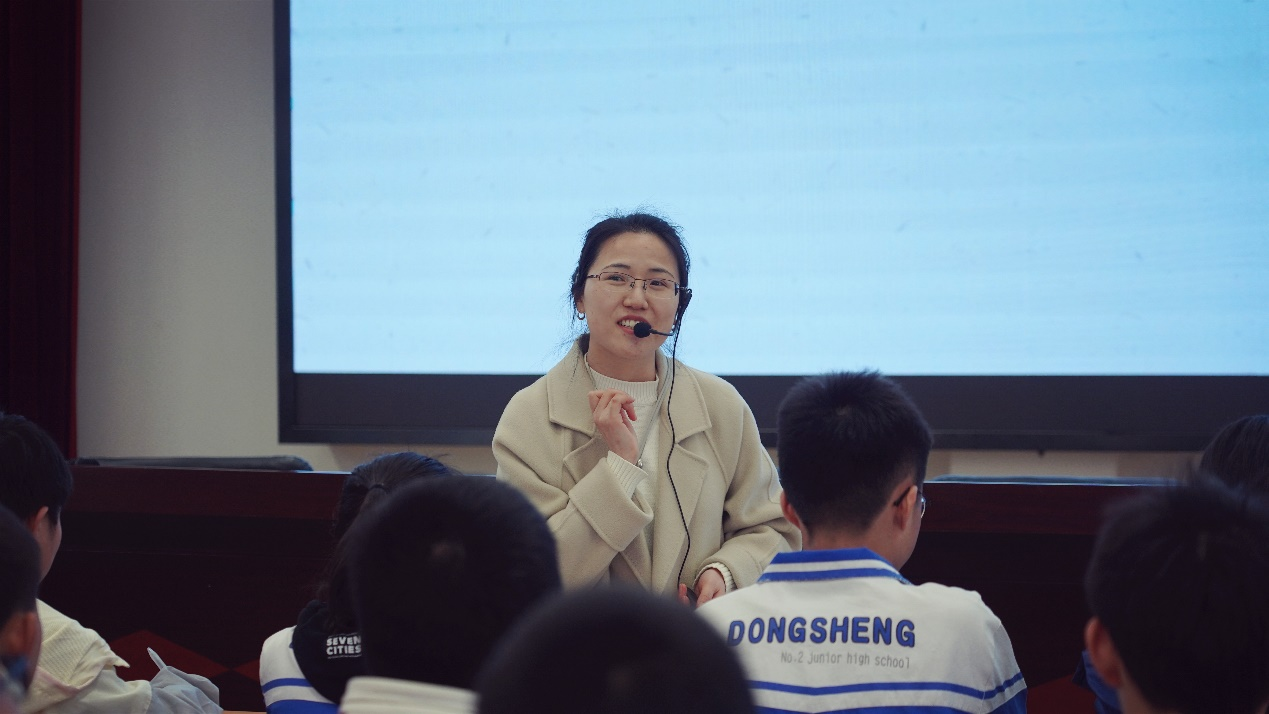 SEVEN
CITIES
DONGSHENG
No.2 junior high school